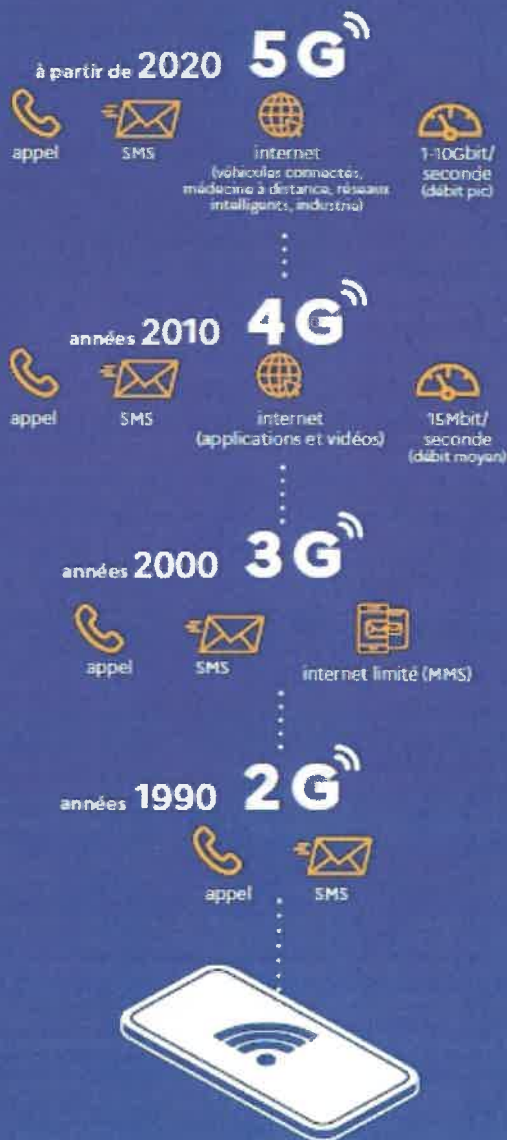 à partir de 2020 5G
appel
SMS
internet
(véhicules connectés,
médecine à distance, réseaux
intelligents, industrie)
1-10Gbit/
seconde
(débit pic)
années 2010 4G
appel
SMS
internet
(applications et vidéos)
15Mbit/
seconde
(débit moyen)
années 2000 3G
appel
SMS
internet limité (MMS)
années 1990 2G
appel
SMS